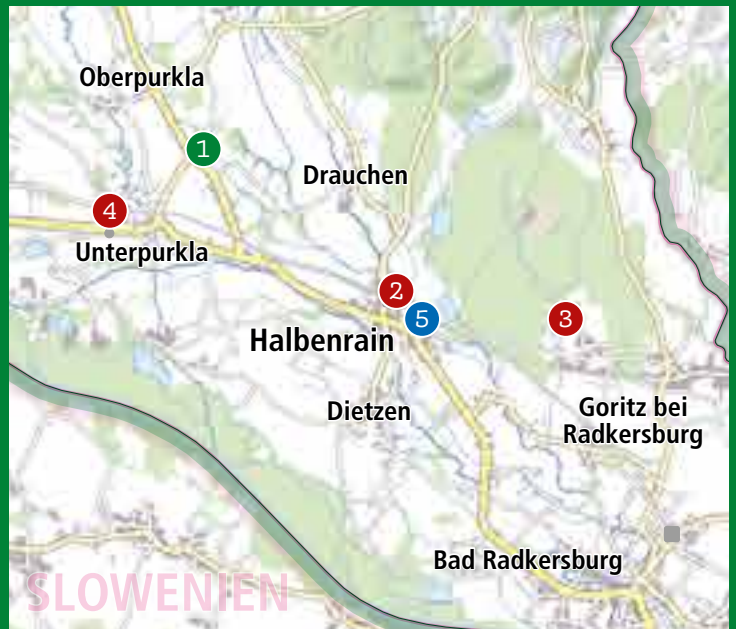 Oberpurkla
1
Drauchen
4
Unterpurkla
2
5
3
Halbenrain
Dietzen
Goritz bei
Radkersburg
Bad Radkersburg
SLOWENIEN